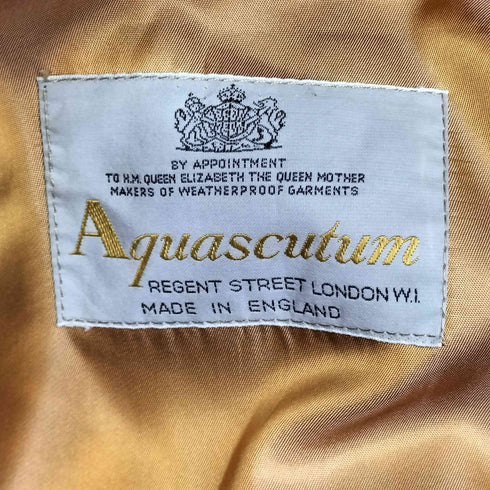 BY APPOINTMENT
TO H.M. QUEEN ELIZABETH THE QUEEN MOTHER
MAKERS OF WEATHERPROOF GARMENTS
Aquascutum
REGENT STREET LONDON W.I.
MADE IN ENGLAND